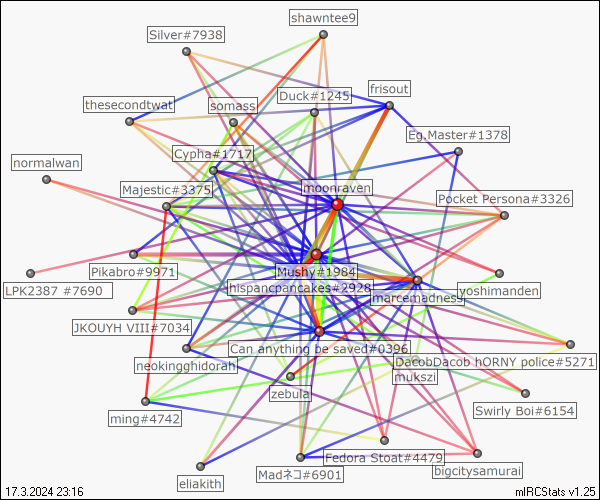 shawntee9
Silver#7938
frisout
Duck#1245
thesecondtwat
somass
Eg.Master#1378
Cypha#1717
normalwan
Majestic#3375
moonraven
Pocket Persona#3326
Pikabro#9971
Mushy#1984
LPK2387 #7690
hispancpancakes#2928
yoshimanden
marcemadness
JKOUYH VIII#7034
Can anything be saved#0396
neokingghidorah
DacobDacob hORNY police#5271
mukszi
zebula
Swirly Boi#6154
ming#4742
Fedora Stoat#4479
bigcitysamurai
Madネコ#6901
eliakith
17.3.2024 23:16
mIRCStats v1.25